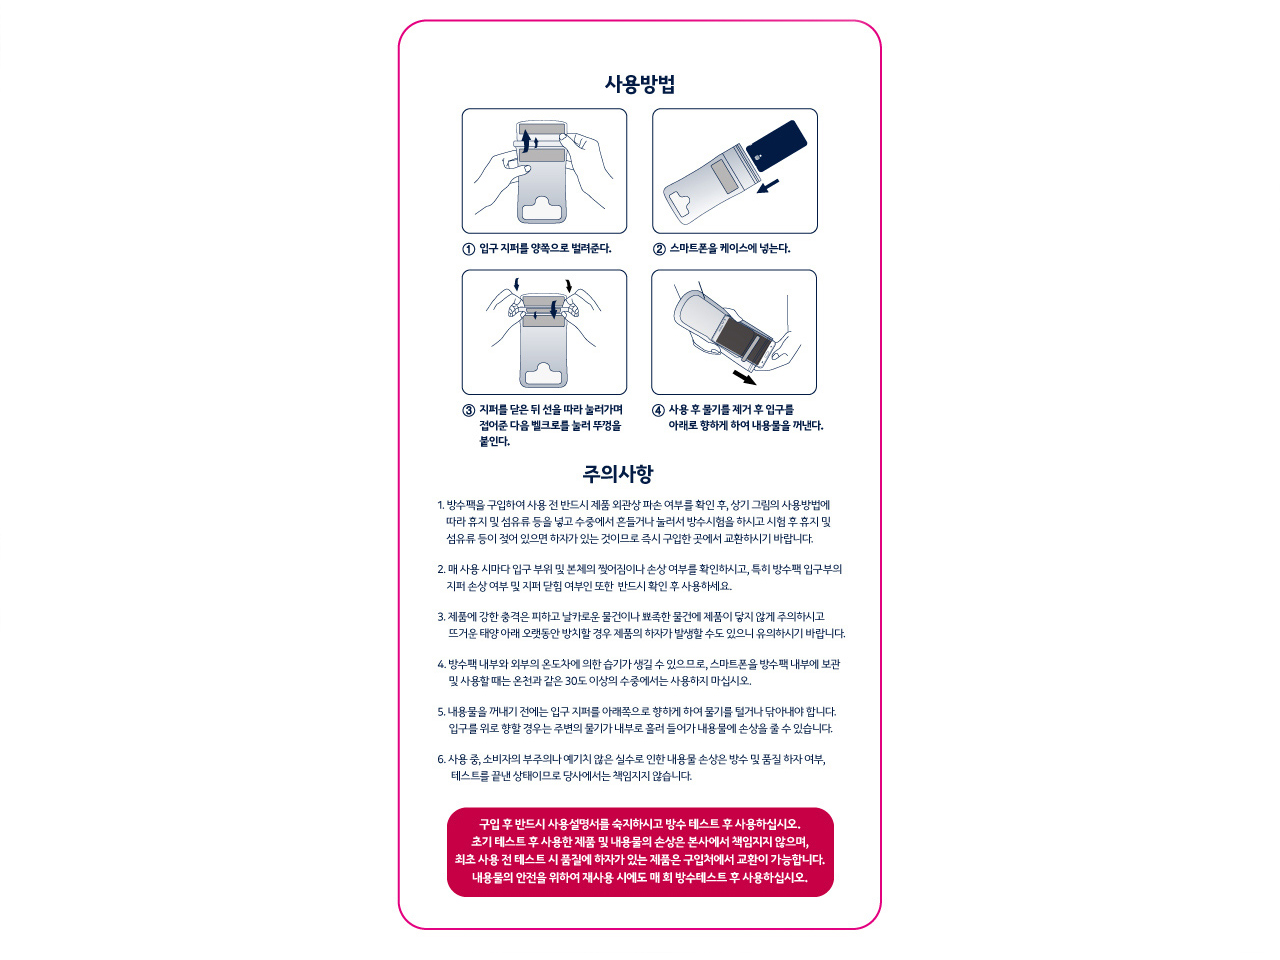 사용방법
① 입구 지퍼를 양쪽으로 벌려준다.
② 스마트폰을 케이스에 넣는다.
③ 지퍼를 닫은 뒤 선을 따라 눌러가며
접어준 다음 벨크로를 눌러 뚜껑을
붙인다.
④ 사용 후 물기를 제거 후 입구를
아래로 향하게 하여 내용물을 꺼낸다.
주의사항
1. 방수팩을 구입하여 사용 전 반드시 제품 외관상 파손 여부를 확인 후, 상기 그림의 사용방법에
따라 휴지 및 섬유류 등을 넣고 수중에서 흔들거나 눌러서 방수시험을 하시고 시험 후 휴지 및
섬유류 등이 젖어 있으면 하자가 있는 것이므로 즉시 구입한 곳에서 교환하시기 바랍니다.
2. 매 사용 시마다 입구 부위 및 본체의 찢어짐이나 손상 여부를 확인하시고, 특히 방수팩 입구부의
지퍼 손상 여부 및 지퍼 닫힘 여부인 또한 반드시 확인 후 사용하세요.
3. 제품에 강한 충격은 피하고 날카로운 물건이나 뾰족한 물건에 제품이 닿지 않게 주의하시고
뜨거운 태양 아래 오랫동안 방치할 경우 제품의 하자가 발생할 수도 있으니 유의하시기 바랍니다.
4. 방수팩 내부와 외부의 온도차에 의한 습기가 생길 수 있으므로, 스마트폰을 방수팩 내부에 보관
및 사용할 때는 온천과 같은 30도 이상의 수중에서는 사용하지 마십시오.
5. 내용물을 꺼내기 전에는 입구 지퍼를 아래쪽으로 향하게 하여 물기를 털거나 닦아내야 합니다.
입구를 위로 향할 경우는 주변의 물기가 내부로 흘러 들어가 내용물에 손상을 줄 수 있습니다.
6. 사용 중, 소비자의 부주의나 예기치 않은 실수로 인한 내용물 손상은 방수 및 품질 하자 여부,
테스트를 끝낸 상태이므로 당사에서는 책임지지 않습니다.
구입 후 반드시 사용설명서를 숙지하시고 방수 테스트 후 사용하십시오.
초기 테스트 후 사용한 제품 및 내용물의 손상은 본사에서 책임지지 않으며,
최초 사용 전 테스트 시 품질에 하자가 있는 제품은 구입처에서 교환이 가능합니다.
내용물의 안전을 위하여 재사용 시에도 매 회 방수테스트 후 사용하십시오.